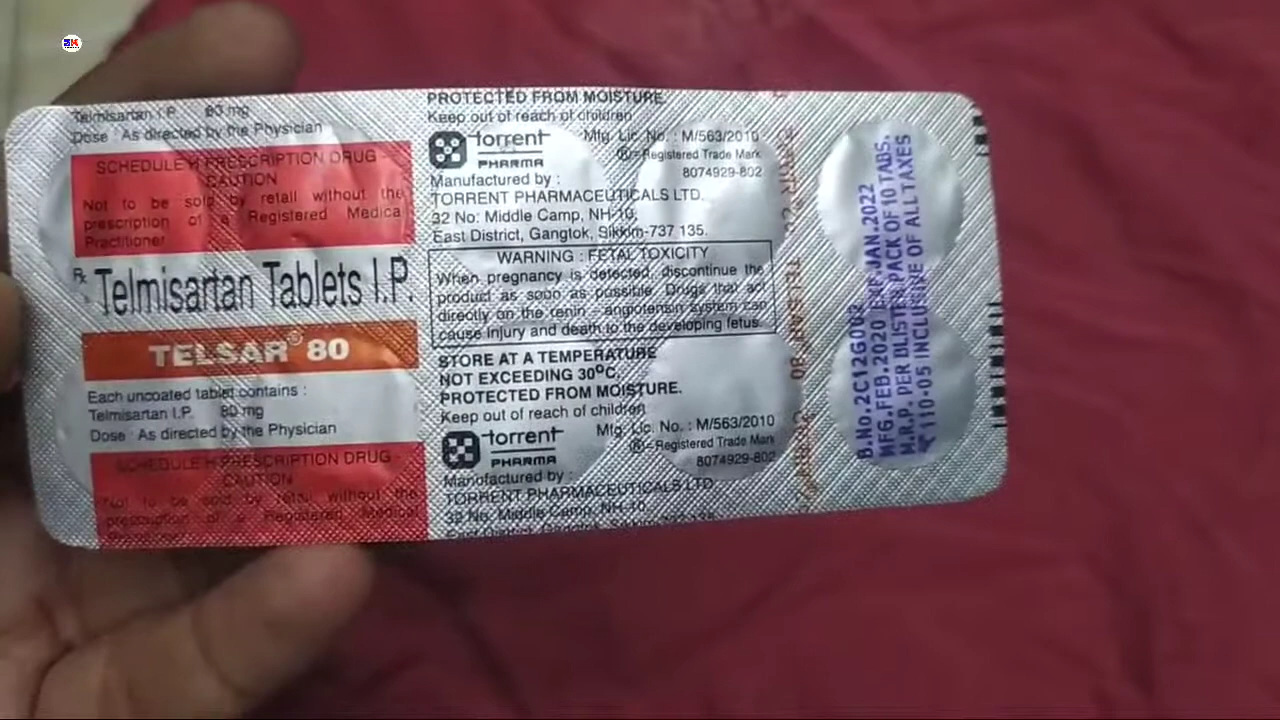 SK
Telmisartan I.P. 80 mg
Dose : As directed by the Physician
SCHEDULE H PRESCRIPTION DRUG -
CAUTION
Not to be sold by retail without the
prescription of a Registered Medical
Practitioner
Rx
Telmisartan Tablets I.P.
TELSAR® 80
Each uncoated tablet contains :
Telmisartan I.P. 80 mg
Dose : As directed by the Physician
SCHEDULE H PRESCRIPTION DRUG -
CAUTION
Not to be sold by retail without the
prescription of a Registered Medical
PROTECTED FROM MOISTURE.
Keep out of reach of children
torrent
PHARMA
Mfg. Lic. No. : M/563/2010
®=Registered Trade Mark
8074929-802
Manufactured by :
TORRENT PHARMACEUTICALS LTD.
32 No. Middle Camp, NH-10,
East District, Gangtok, Sikkim-737 135.
WARNING : FETAL TOXICITY
When pregnancy is detected, discontinue the
product as soon as possible. Drugs that act
directly on the renin - angiotensin system can
cause injury and death to the developing fetus.
STORE AT A TEMPERATURE
NOT EXCEEDING 30°C,
PROTECTED FROM MOISTURE.
Keep out of reach of children
torrent
PHARMA
Mfg. Lic. No. : M/563/2010
®=Registered Trade Mark
8074929-802
Manufactured by :
TORRENT PHARMACEUTICALS LTD.
32 No. Middle Camp, NH-10,
East District, Gangtok, Sikkim-737 135.
TELSAR 80
B.No.2C12G002
MFG.FEB.2020 EXP.JAN.2022
M.R.P. PER BLISTER PACK OF 10 TABS.
₹110-05 INCLUSIVE OF ALL TAXES